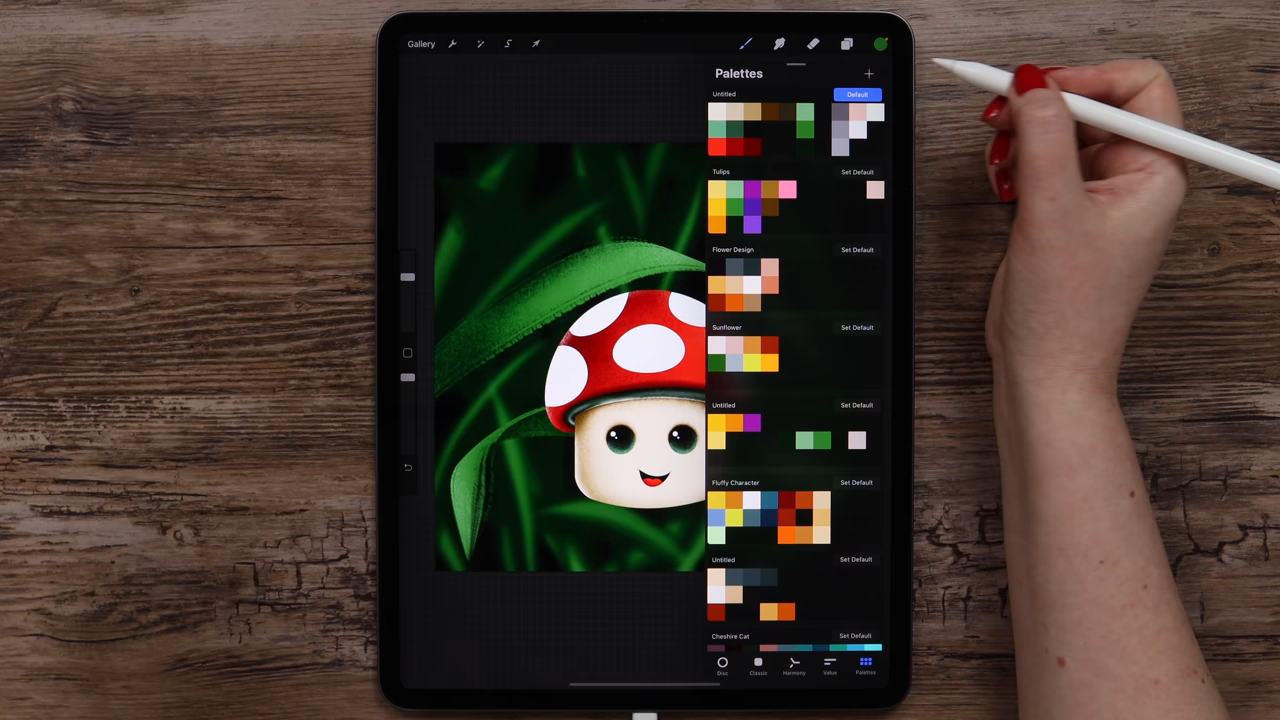 Gallery
Palettes
Untitled
Default
Tulips
Set Default
Flower Design
Set Default
Sunflower
Set Default
Untitled
Set Default
Fluffy Character
Set Default
Untitled
Set Default
Cheshire Cat
Set Default
Disc
Classic
Harmony
Value
Palettes